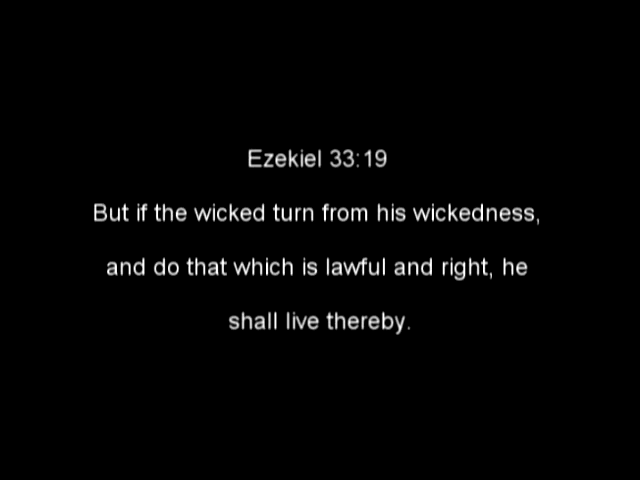 Ezekiel 33:19
But if the wicked turn from his wickedness,
and do that which is lawful and right, he
shall live thereby.